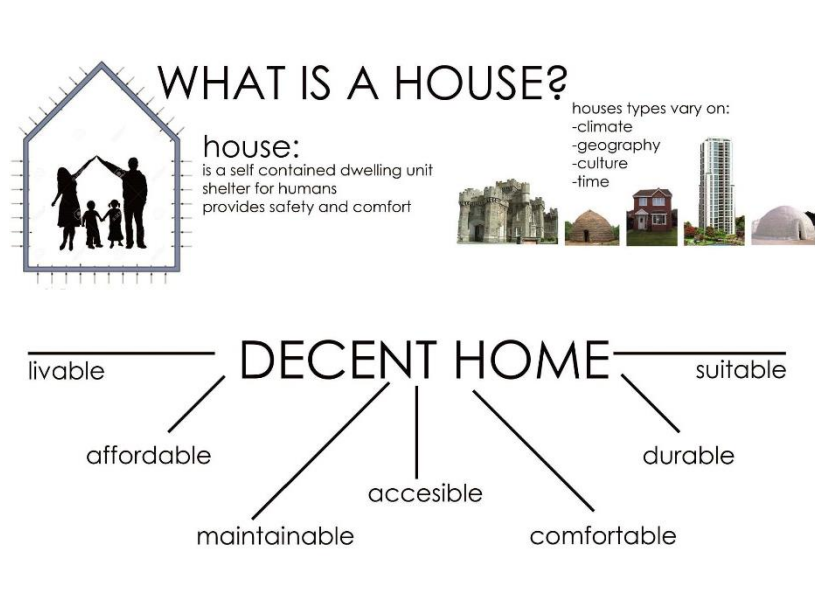 WHAT IS A HOUSE?
house:
is a self contained dwelling unit
shelter for humans
provides safety and comfort
houses types vary on:
-climate
-geography
-culture
-time
DECENT HOME
livable
suitable
affordable
durable
accesible
maintainable
comfortable